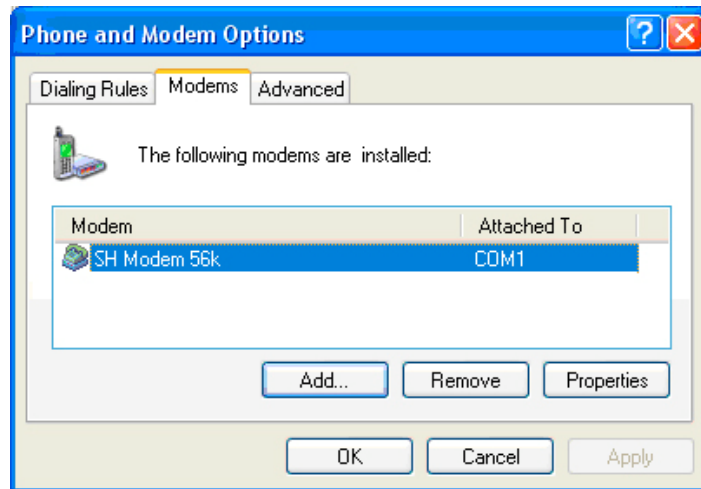 Phone and Modem Options
Dialing Rules Modems Advanced
The following modems are installed:
Modem Attached To
SH Modem 56k COM1
Add... Remove Properties
OK Cancel Apply